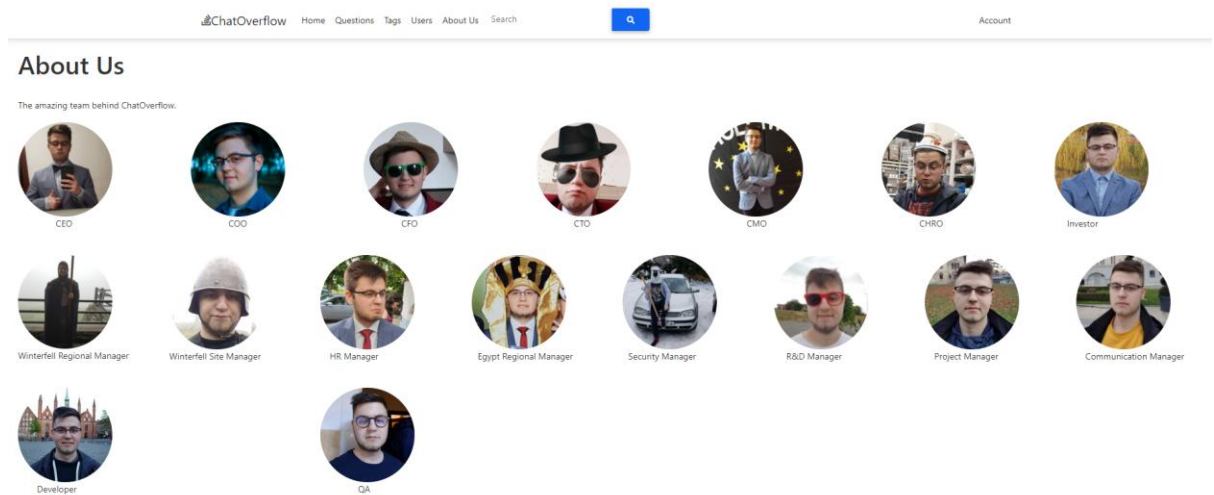 ChatOverflow Home Questions Tags Users About Us Search Account
About Us
The amazing team behind ChatOverflow.
CEO COO CFO CTO CMO CHRO Investor
Winterfell Regional Manager Winterfell Site Manager HR Manager Egypt Regional Manager Security Manager R&D Manager Project Manager Communication Manager
Developer QA